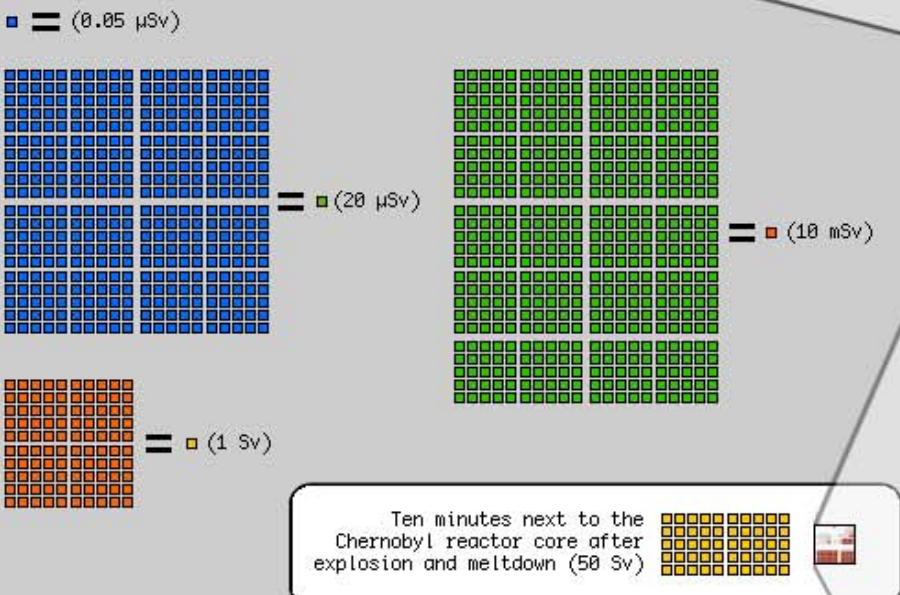 = (0.05 µSv)
= (20 µSv)
= (10 mSv)
= (1 Sv)
Ten minutes next to the
Chernobyl reactor core after
explosion and meltdown (50 Sv)